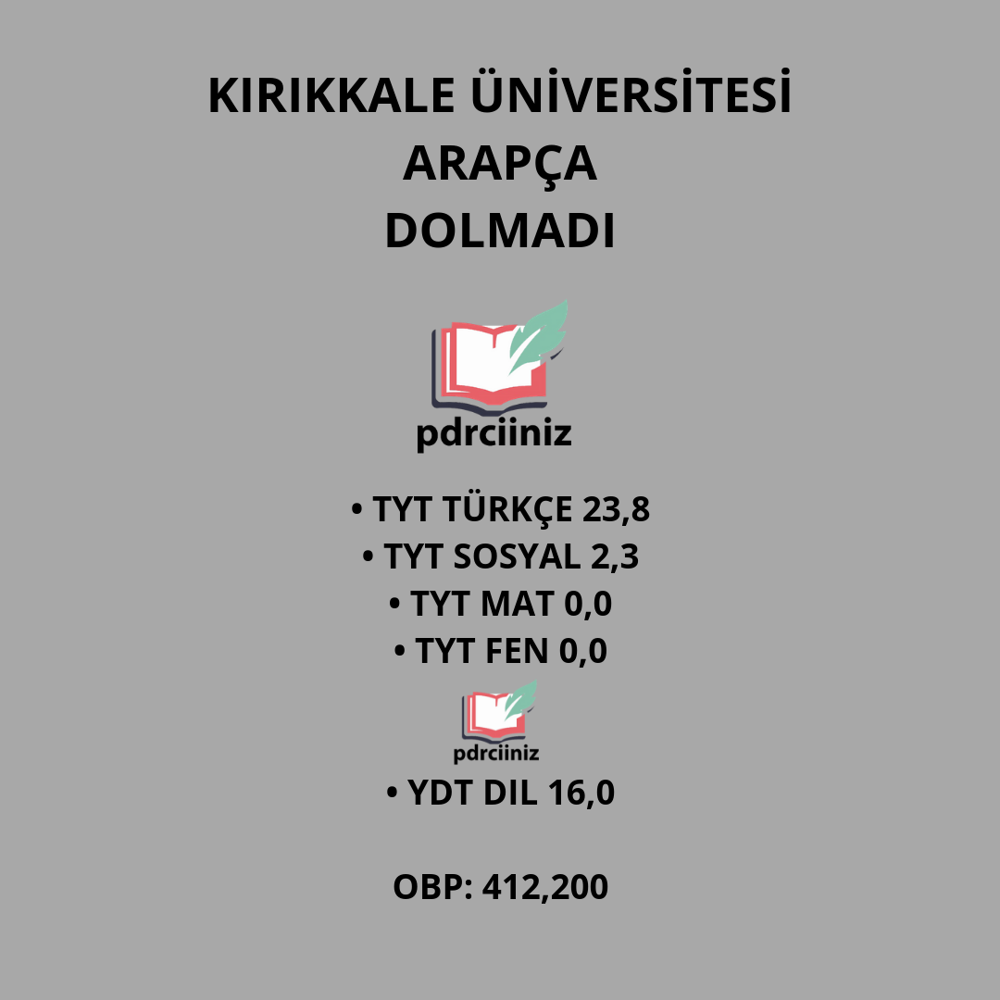 KIRIKKALE ÜNİVERSİTESİ
ARAPÇA
DOLMADI
pdrciiniz
• TYT TÜRKÇE 23,8
• TYT SOSYAL 2,3
• TYT MAT 0,0
• TYT FEN 0,0
pdrciiniz
• YDT DIL 16,0
OBP: 412,200